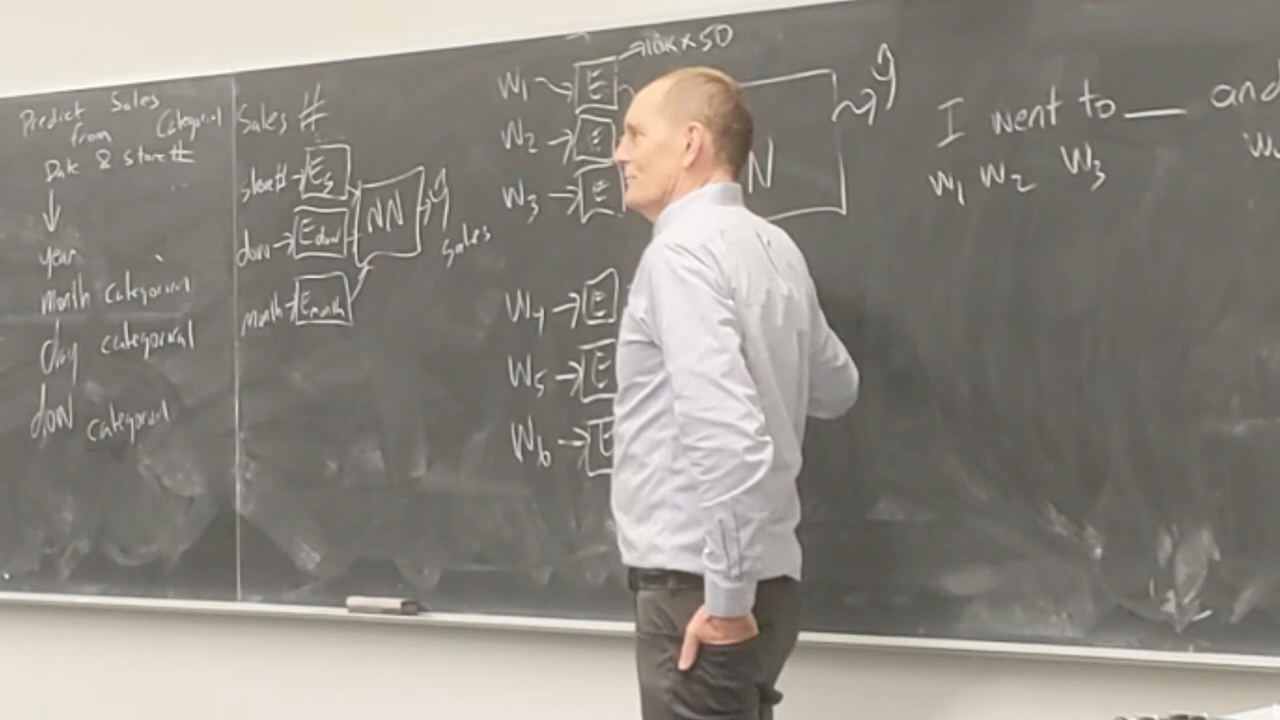 Predict Sales
from Categorical
Date & store#
year
month categorical
day categorical
dow categorical
Sales #
store# → Es
dow → Edow
month → Emonth
NN → ŷ
sales
10K x 50
W1 → E
W2 → E
W3 → E
N
ŷ
W4 → E
W5 → E
W6 → E
I went to __ and
W1 W2 W3